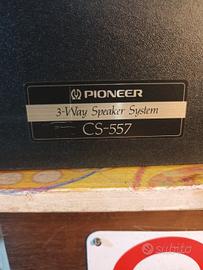 PIONEER
3-Way Speaker System
CS-557
subito